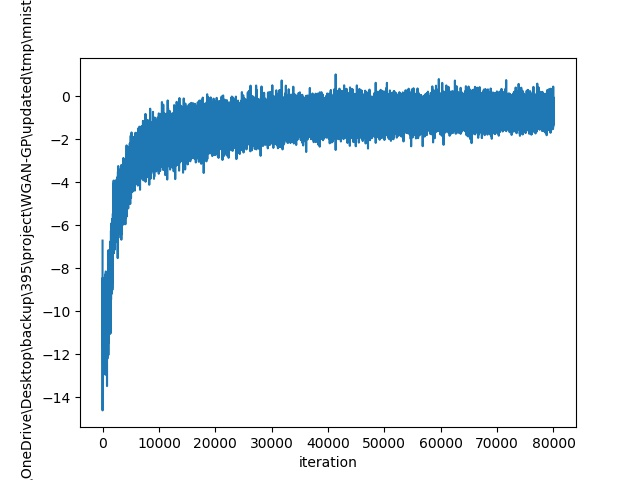 \OneDrive\Desktop\backup\395\project\WGAN-GP\updated\tmp\mnist
0
−2
−4
−6
−8
−10
−12
−14
0 10000 20000 30000 40000 50000 60000 70000 80000
iteration